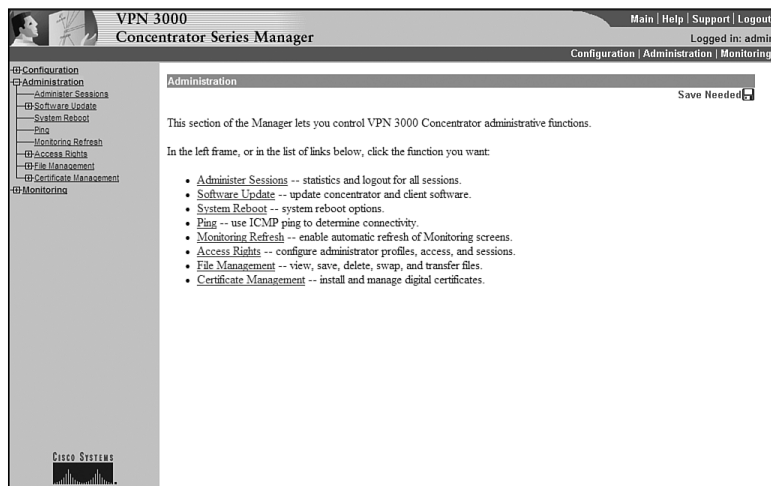 VPN 3000
Concentrator Series Manager
Main | Help | Support | Logout
Logged in: admin
Configuration | Administration | Monitoring
Configuration
Administration
Administer Sessions
Software Update
System Reboot
Ping
Monitoring Refresh
Access Rights
File Management
Certificate Management
Monitoring
Administration
Save Needed
This section of the Manager lets you control VPN 3000 Concentrator administrative functions.
In the left frame, or in the list of links below, click the function you want:
• Administer Sessions -- statistics and logout for all sessions.
• Software Update -- update concentrator and client software.
• System Reboot -- system reboot options.
• Ping -- use ICMP ping to determine connectivity.
• Monitoring Refresh -- enable automatic refresh of Monitoring screens.
• Access Rights -- configure administrator profiles, access, and sessions.
• File Management -- view, save, delete, swap, and transfer files.
• Certificate Management -- install and manage digital certificates.
CISCO SYSTEMS